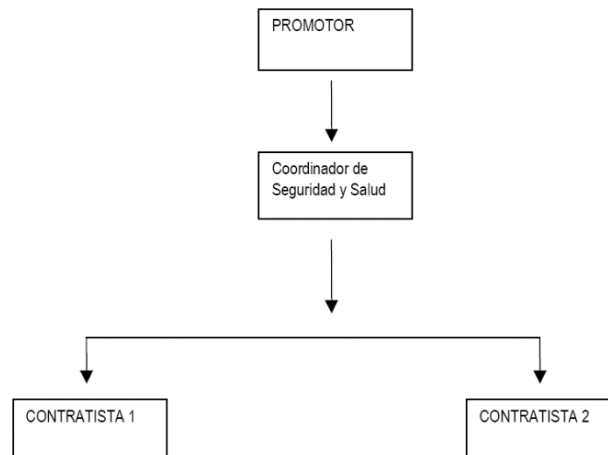 PROMOTOR
Coordinador de
Seguridad y Salud
CONTRATISTA 1
CONTRATISTA 2